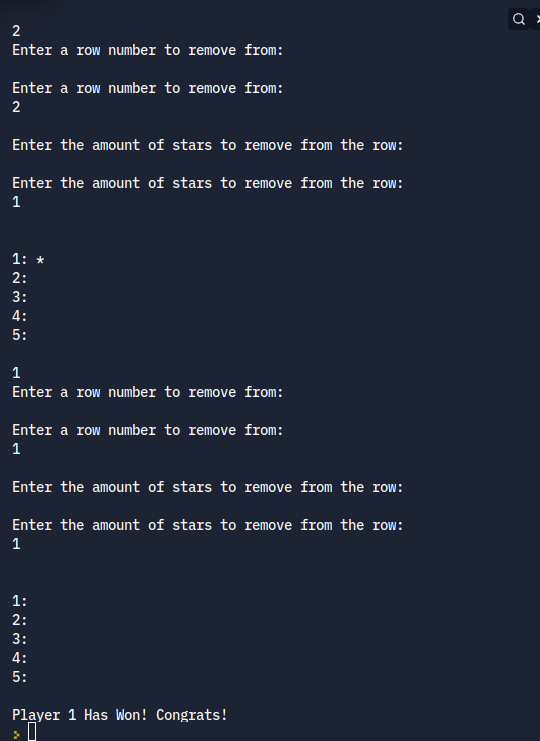 2
Enter a row number to remove from:
Enter a row number to remove from:
2
Enter the amount of stars to remove from the row:
Enter the amount of stars to remove from the row:
1
1: *
2:
3:
4:
5:
1
Enter a row number to remove from:
Enter a row number to remove from:
1
Enter the amount of stars to remove from the row:
Enter the amount of stars to remove from the row:
1
1:
2:
3:
4:
5:
Player 1 Has Won! Congrats!
>